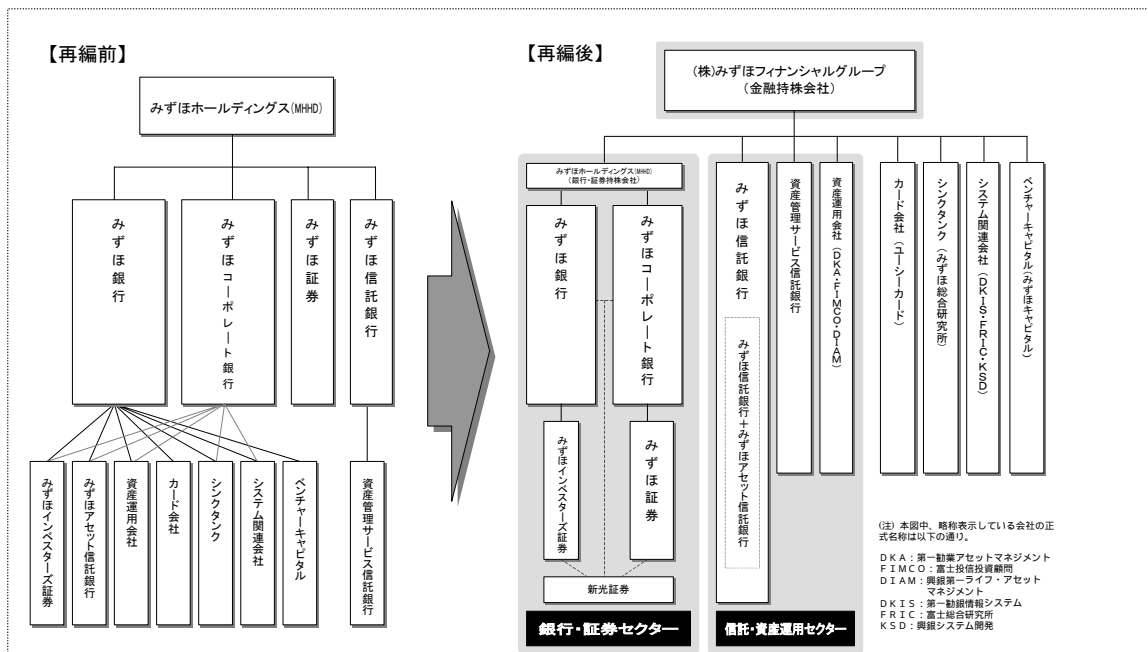 【再編前】
みずほホールディングス(MHHD)
みずほ銀行
みずほコーポレート銀行
みずほ証券
みずほ信託銀行
みずほインベスターズ証券
みずほアセット信託銀行
資産運用会社
カード会社
シンクタンク
システム関連会社
ベンチャーキャピタル
資産管理サービス信託銀行
【再編後】
(株)みずほフィナンシャルグループ
(金融持株会社)
みずほホールディングス(MHHD)
(銀行・証券持株会社)
みずほ銀行
みずほコーポレート銀行
みずほインベスターズ証券
みずほ証券
新光証券
銀行・証券セクター
みずほ信託銀行
みずほ信託銀行+みずほアセット信託銀行
資産管理サービス信託銀行
資産運用会社(DKA・FIMCO・DIAM)
信託・資産運用セクター
カード会社(ユーシーカード)
シンクタンク(みずほ総合研究所)
システム関連会社(DKIS・FRIC・KSD)
ベンチャーキャピタル(みずほキャピタル)
(注) 本図中、略称表示している会社の正
式名称は以下の通り。
DKA:第一勧業アセットマネジメント
FIMCO:富士投信投資顧問
DIAM:興銀第一ライフ・アセット
マネジメント
DKIS:第一勧銀情報システム
FRIC:富士総合研究所
KSD:興銀システム開発